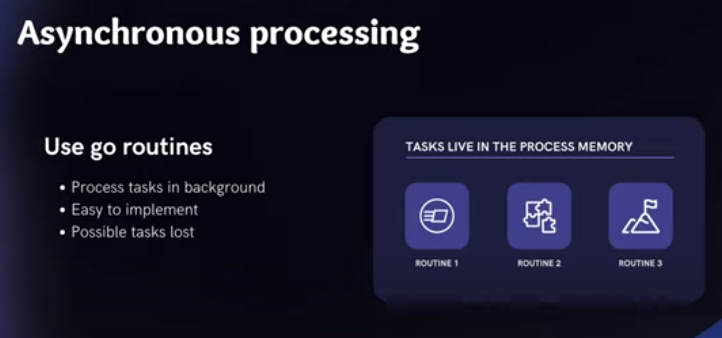 Asynchronous processing
Use go routines
• Process tasks in background
• Easy to implement
• Possible tasks lost
TASKS LIVE IN THE PROCESS MEMORY
ROUTINE 1
ROUTINE 2
ROUTINE 3